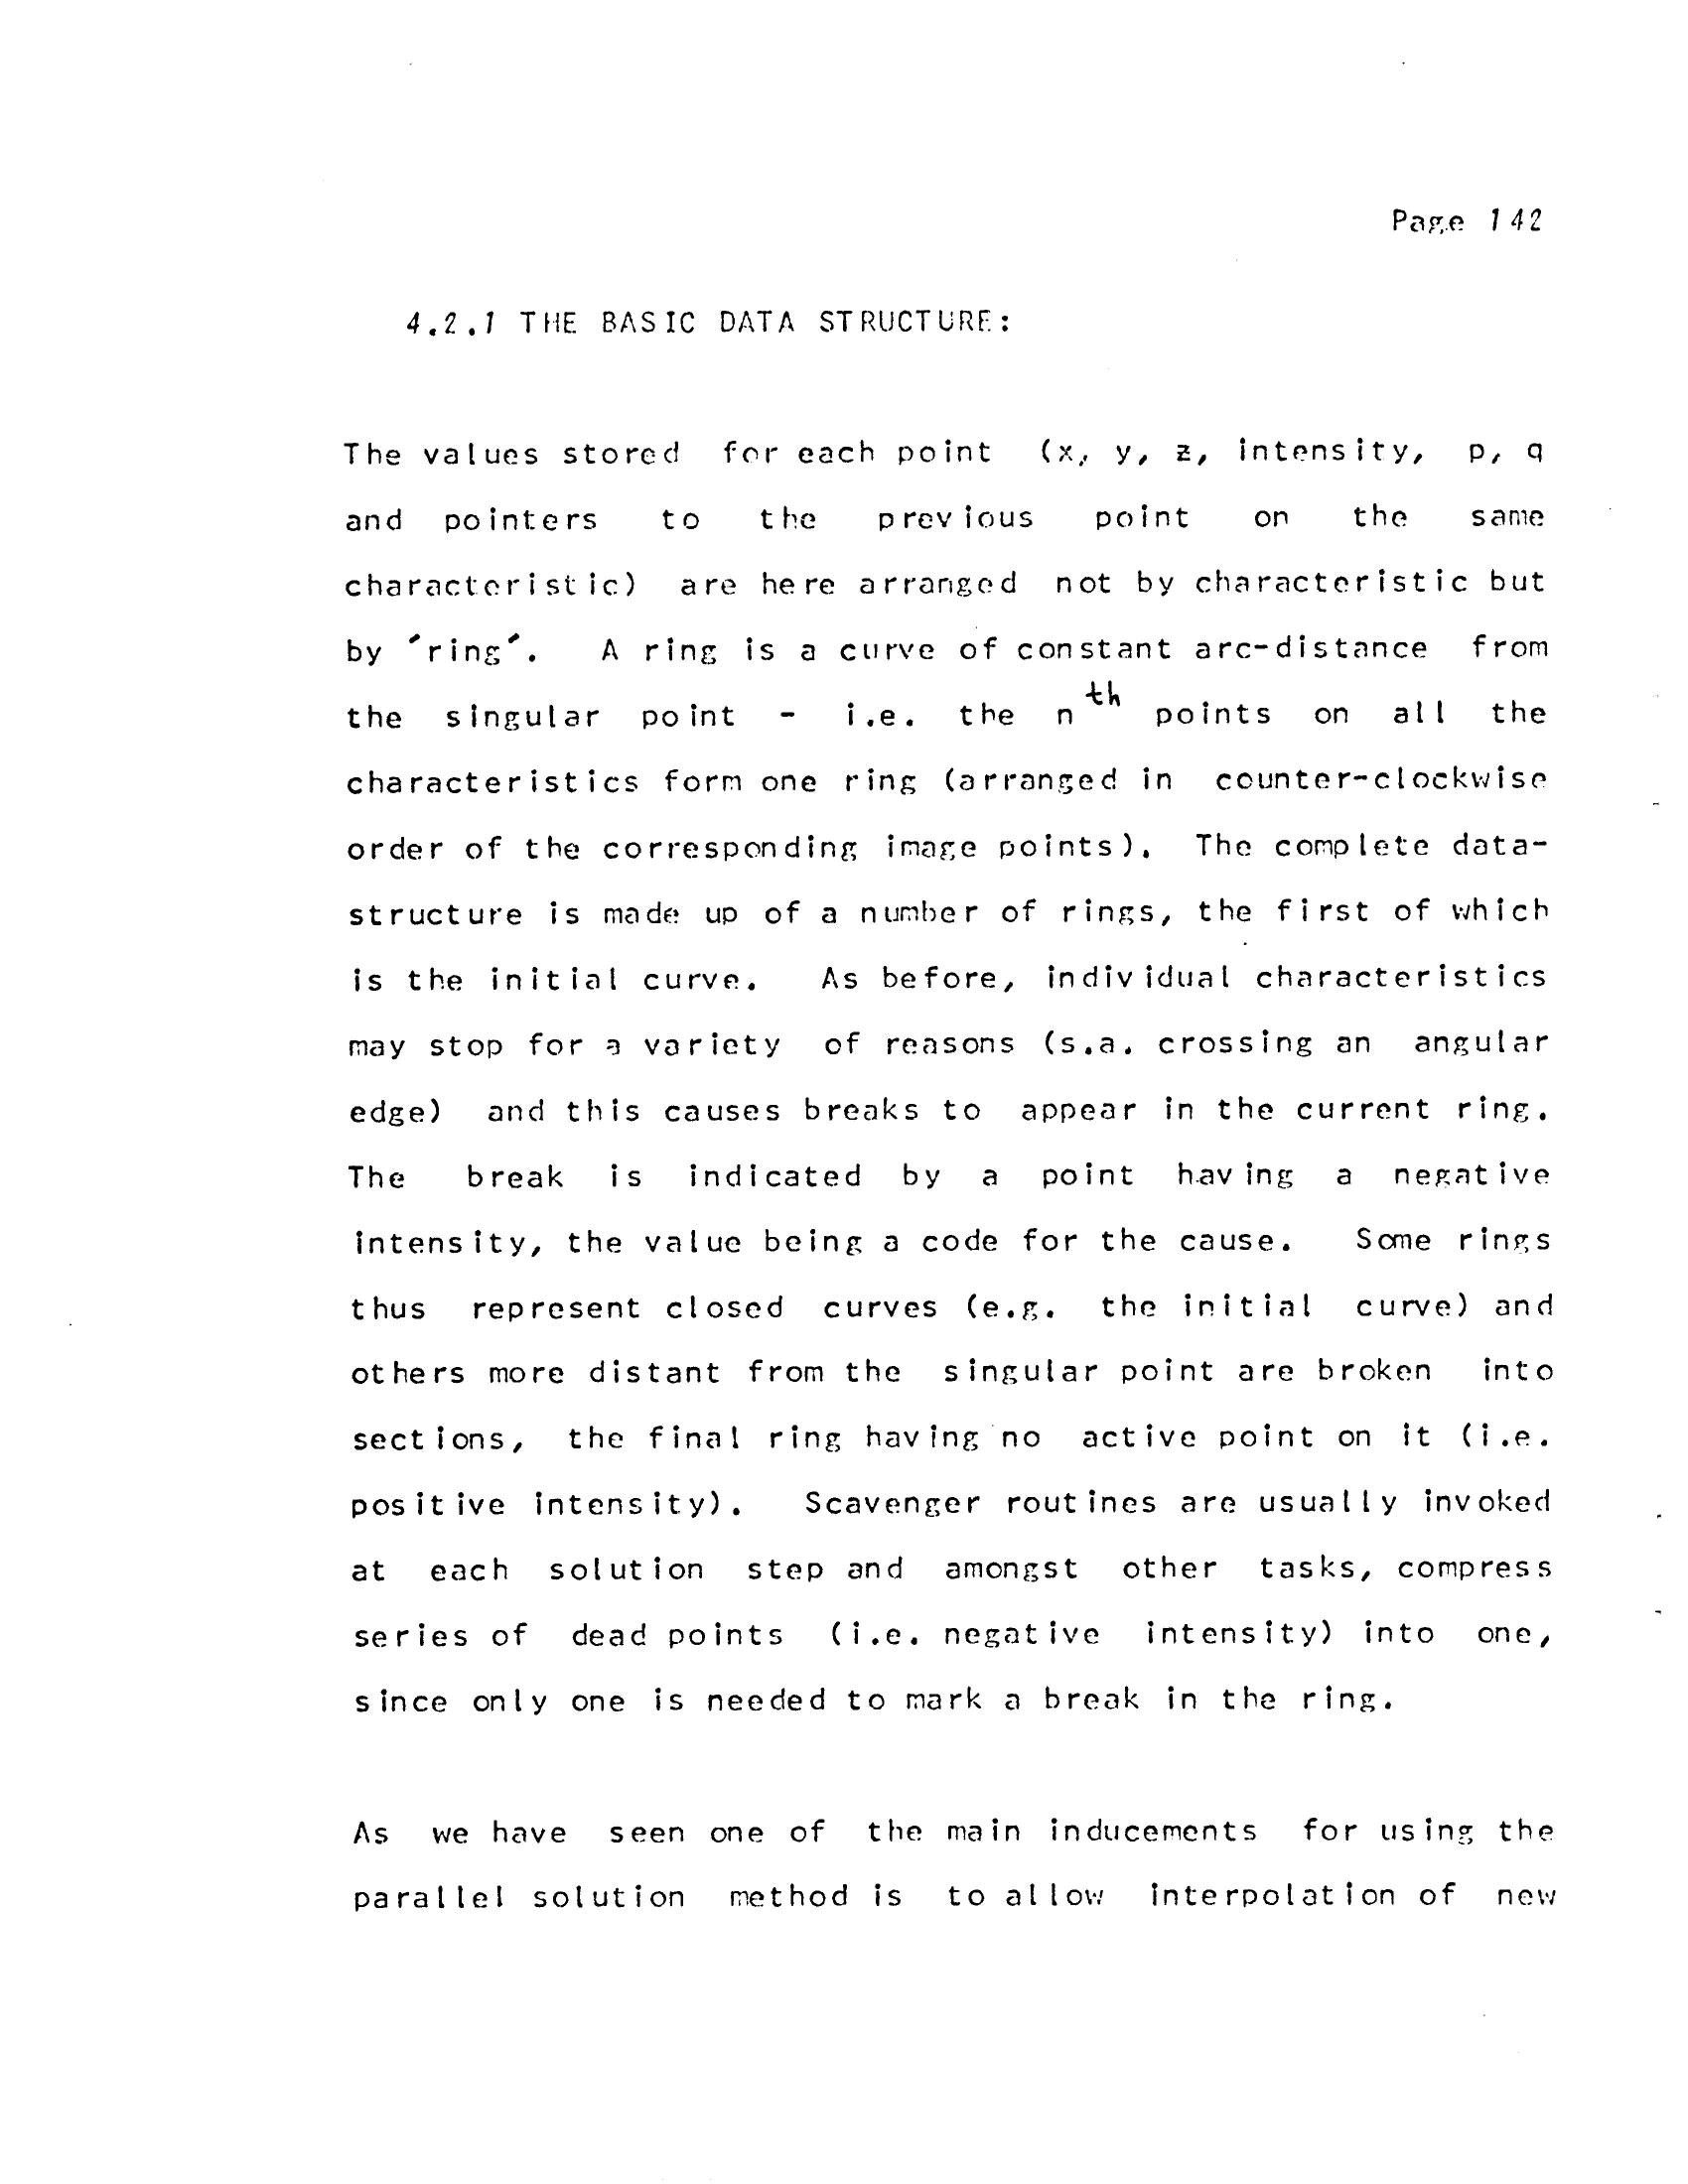 Page 142
4.2.1 THE BASIC DATA STRUCTURE:
The values stored for each point (x, y, z, intensity, p, q
and pointers to the previous point on the same
characteristic) are here arranged not by characteristic but
by 'ring'. A ring is a curve of constant arc-distance from
the singular point - i.e. the n th points on all the
characteristics form one ring (arranged in counter-clockwise
order of the corresponding image points). The complete data-
structure is made up of a number of rings, the first of which
is the initial curve. As before, individual characteristics
may stop for a variety of reasons (s.a. crossing an angular
edge) and this causes breaks to appear in the current ring.
The break is indicated by a point having a negative
intensity, the value being a code for the cause. Some rings
thus represent closed curves (e.g. the initial curve) and
others more distant from the singular point are broken into
sections, the final ring having no active point on it (i.e.
positive intensity). Scavenger routines are usually invoked
at each solution step and amongst other tasks, compress
series of dead points (i.e. negative intensity) into one,
since only one is needed to mark a break in the ring.
As we have seen one of the main inducements for using the
parallel solution method is to allow interpolation of new